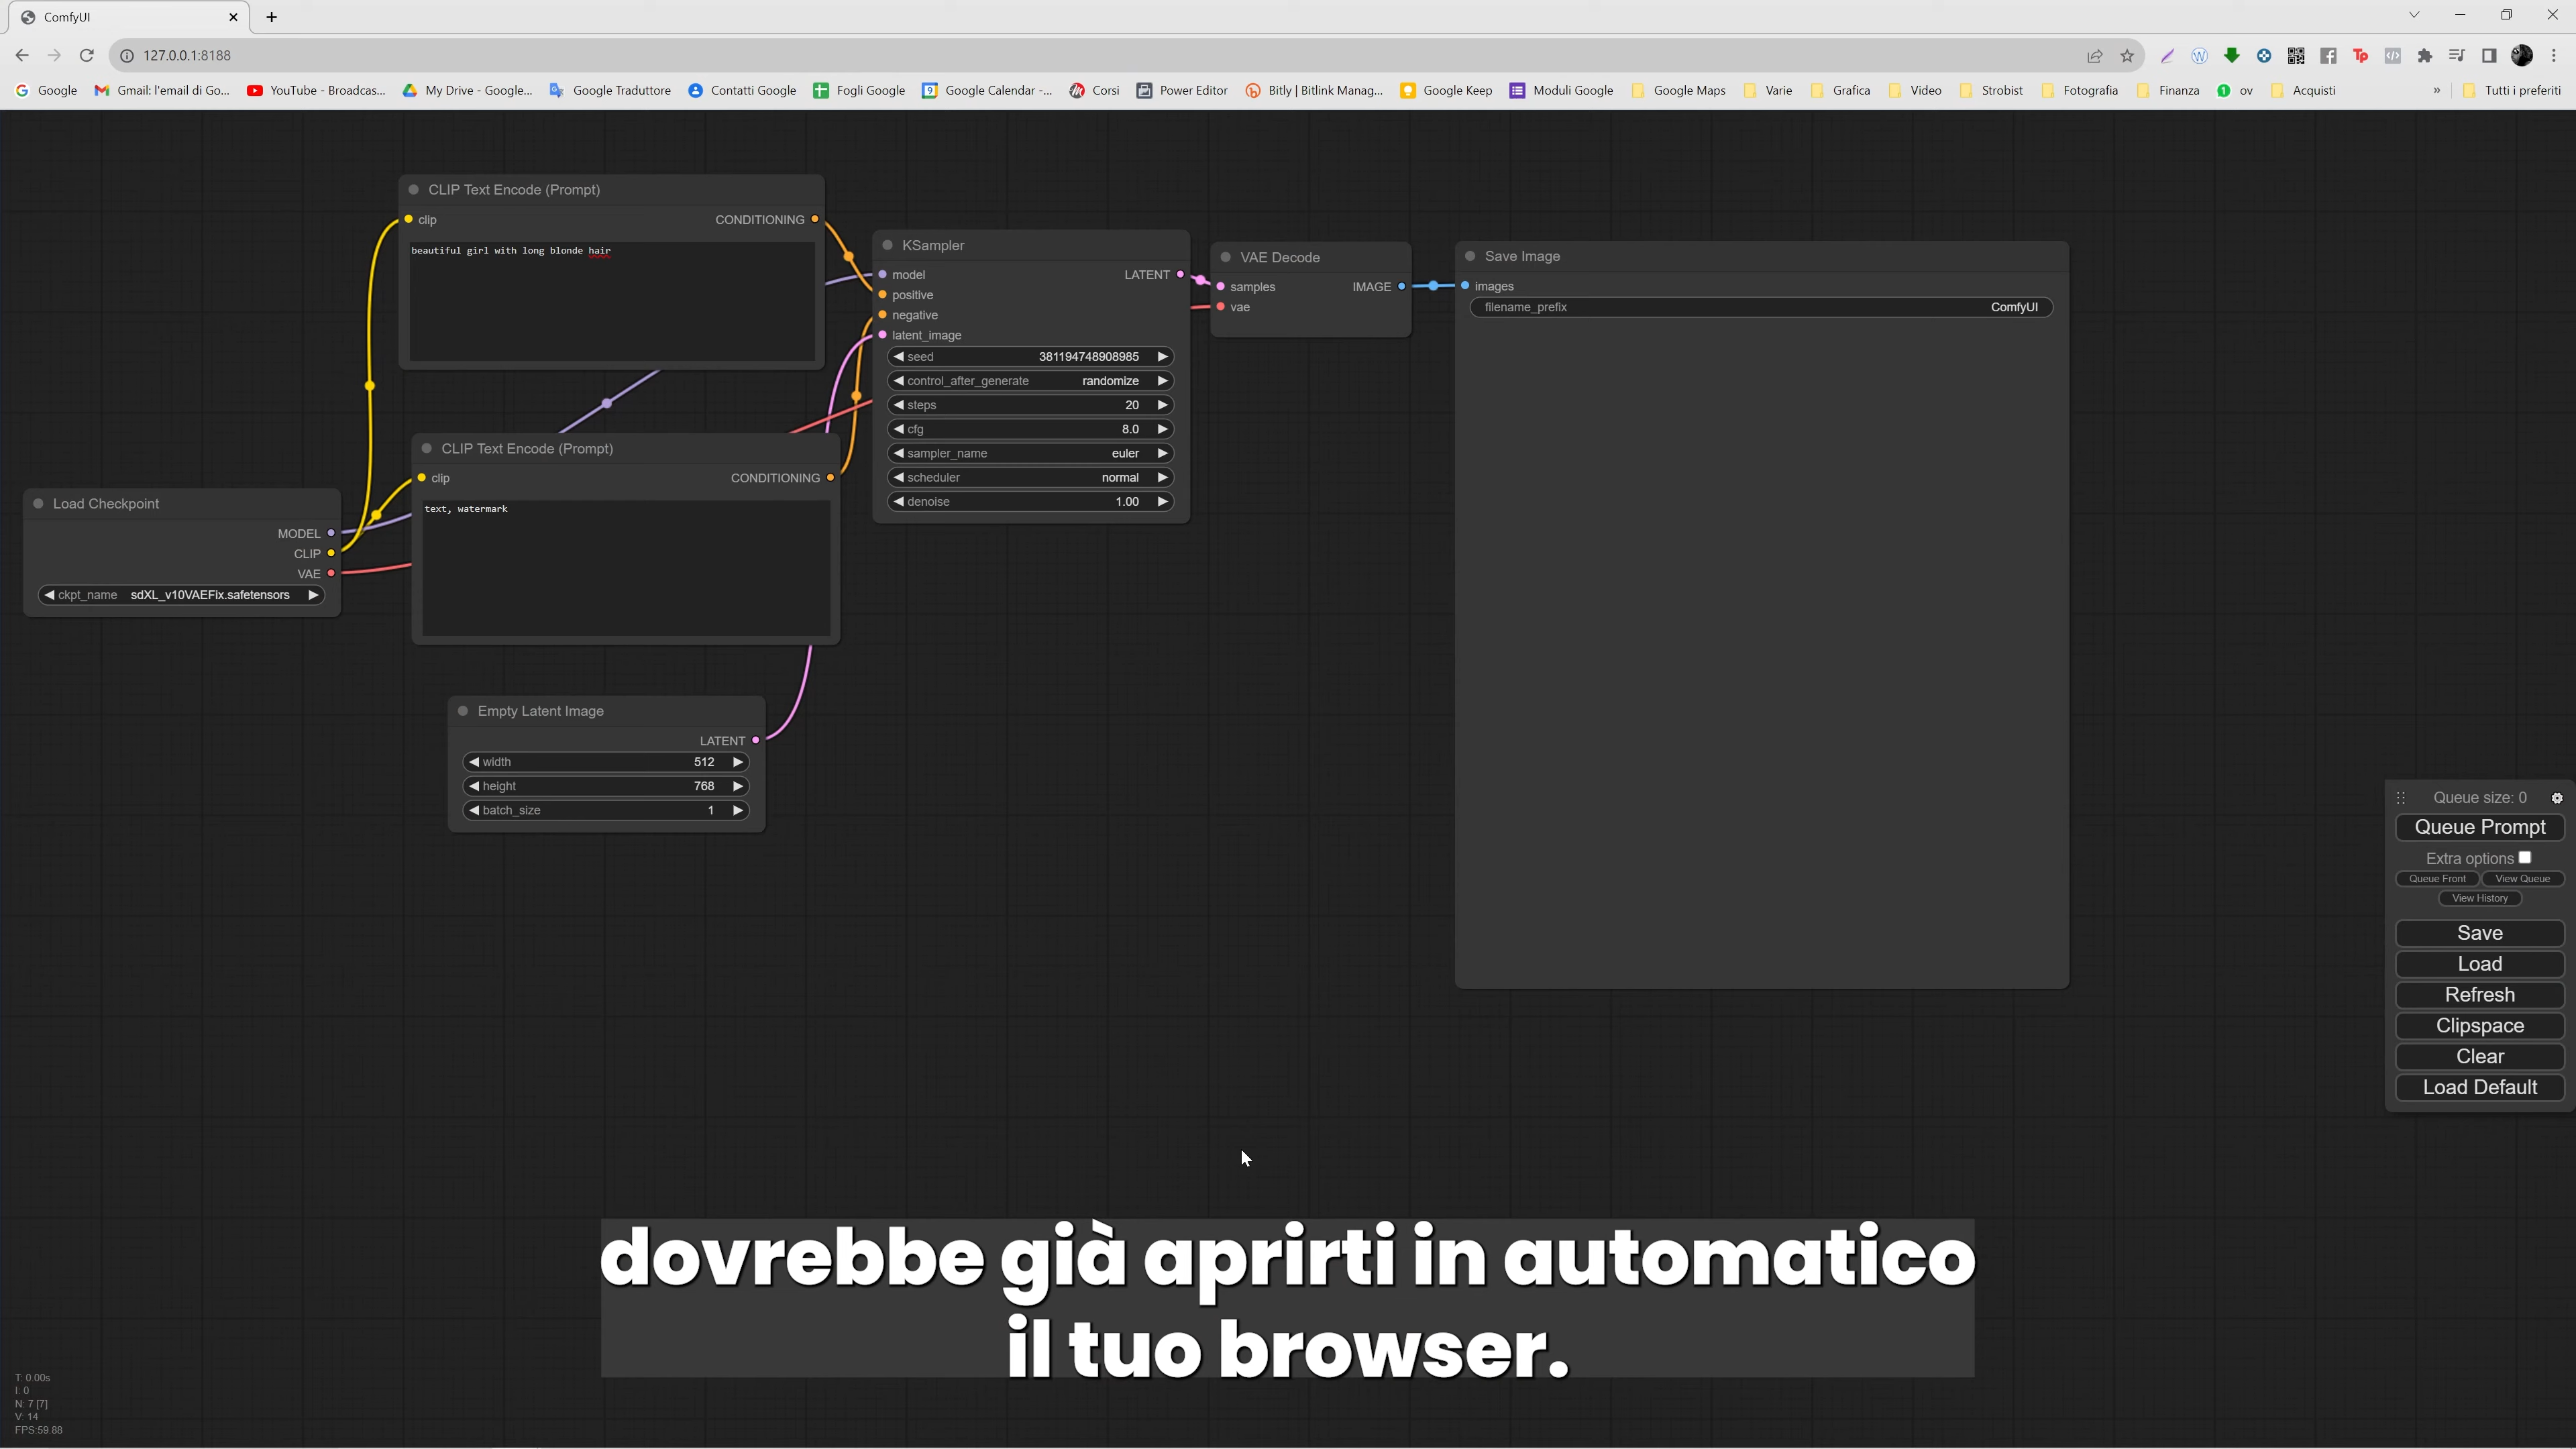 ComfyUI
127.0.0.1:8188
Google
Gmail: l'email di Go...
YouTube - Broadcas...
My Drive - Google...
Google Traduttore
Contatti Google
Fogli Google
Google Calendar -...
Corsi
Power Editor
Bitly | Bitlink Manag...
Google Keep
Moduli Google
Google Maps
Varie
Grafica
Video
Strobist
Fotografia
Finanza
ov
Acquisti
»
Tutti i preferiti
CLIP Text Encode (Prompt)
clip
CONDITIONING
beautiful girl with long blonde hair
CLIP Text Encode (Prompt)
clip
CONDITIONING
text, watermark
Load Checkpoint
MODEL
CLIP
VAE
ckpt_name sdXL_v10VAEFix.safetensors
Empty Latent Image
LATENT
width 512
height 768
batch_size 1
KSampler
model
LATENT
positive
negative
latent_image
seed 381194748908985
control_after_generate randomize
steps 20
cfg 8.0
sampler_name euler
scheduler normal
denoise 1.00
VAE Decode
samples
IMAGE
vae
Save Image
images
filename_prefix ComfyUI
Queue size: 0
Queue Prompt
Extra options
Queue Front
View Queue
View History
Save
Load
Refresh
Clipspace
Clear
Load Default
dovrebbe già aprirti in automatico
il tuo browser.
T: 0.00s
I: 0
N: 7 [7]
V: 14
FPS:59.88